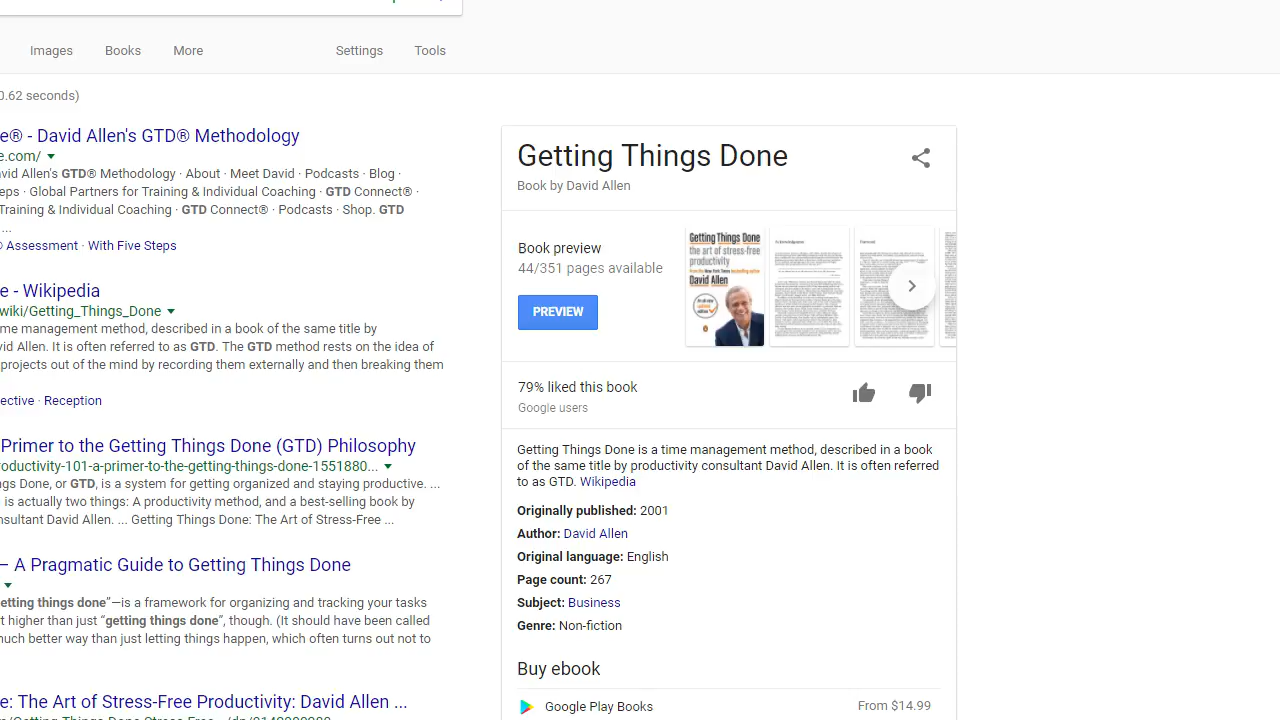 Images Books More Settings Tools
0.62 seconds)
e® - David Allen's GTD® Methodology
e.com/
vid Allen's GTD® Methodology · About · Meet David · Podcasts · Blog ·
eps · Global Partners for Training & Individual Coaching · GTD Connect® ·
Training & Individual Coaching · GTD Connect® · Podcasts · Shop. GTD
...
Assessment · With Five Steps
e - Wikipedia
wiki/Getting_Things_Done
me management method, described in a book of the same title by
vid Allen. It is often referred to as GTD. The GTD method rests on the idea of
projects out of the mind by recording them externally and then breaking them
ective · Reception
Primer to the Getting Things Done (GTD) Philosophy
roductivity-101-a-primer-to-the-getting-things-done-1551880...
ngs Done, or GTD, is a system for getting organized and staying productive. ...
is actually two things: A productivity method, and a best-selling book by
nsultant David Allen. ... Getting Things Done: The Art of Stress-Free ...
– A Pragmatic Guide to Getting Things Done
etting things done”—is a framework for organizing and tracking your tasks
t higher than just “getting things done”, though. (It should have been called
much better way than just letting things happen, which often turns out not to
e: The Art of Stress-Free Productivity: David Allen ...
Getting Things Done
Book by David Allen
Book preview
44/351 pages available
PREVIEW
Getting Things Done
the art of stress-free
productivity
from the New York Times bestselling author
David Allen
79% liked this book
Google users
Getting Things Done is a time management method, described in a book
of the same title by productivity consultant David Allen. It is often referred
to as GTD. Wikipedia
Originally published: 2001
Author: David Allen
Original language: English
Page count: 267
Subject: Business
Genre: Non-fiction
Buy ebook
Google Play Books From $14.99